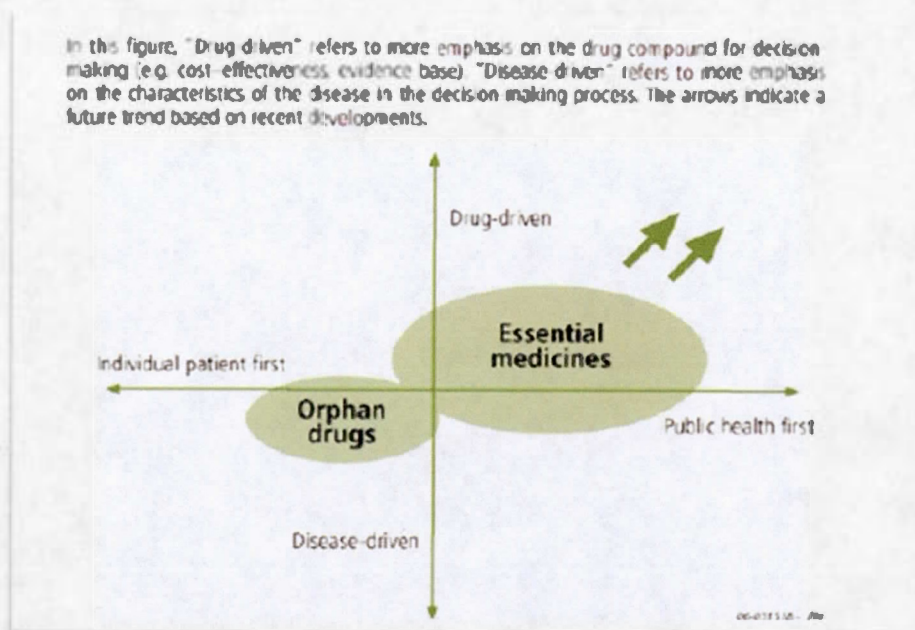 In this figure, "Drug driven" refers to more emphasis on the drug compound for decision
making (e.g. cost-effectiveness, evidence base). "Disease driven" refers to more emphasis
on the characteristics of the disease in the decision making process. The arrows indicate a
future trend based on recent developments.
Drug-driven
Essential
medicines
Individual patient first
Orphan
drugs
Public health first
Disease-driven